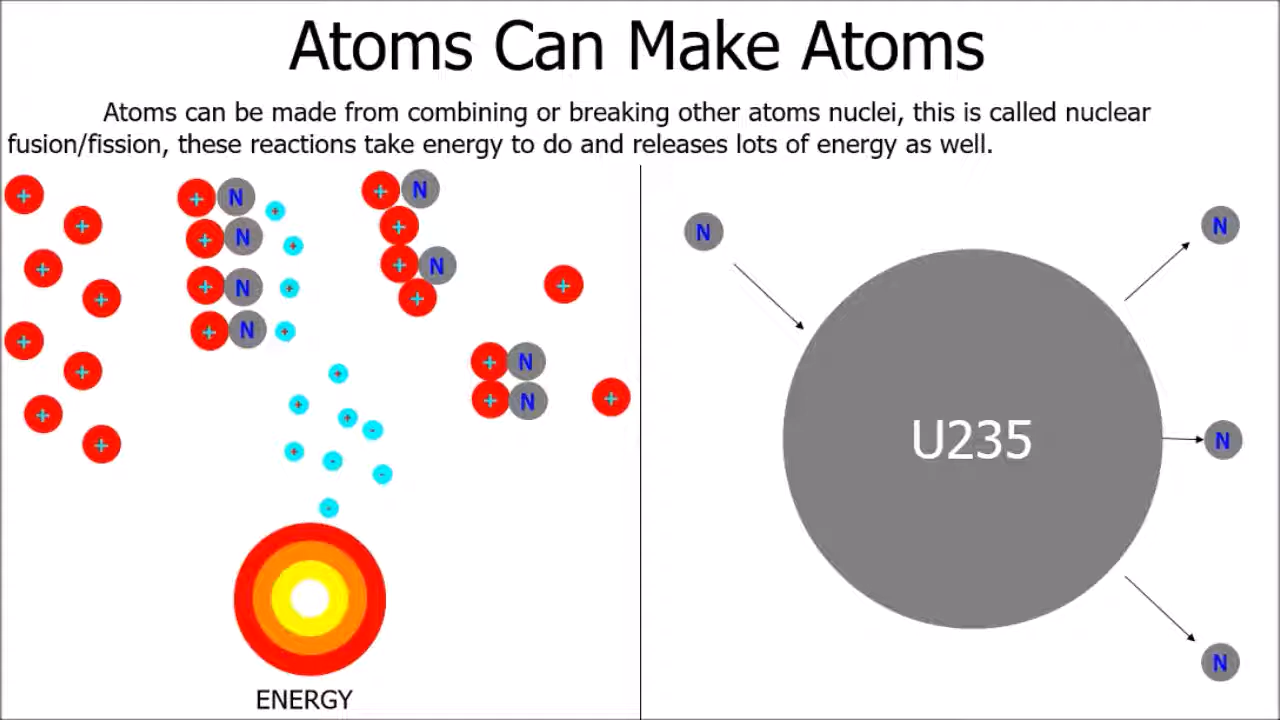 Atoms Can Make Atoms
Atoms can be made from combining or breaking other atoms nuclei, this is called nuclear
fusion/fission, these reactions take energy to do and releases lots of energy as well.
+
+
+
+
+
+
+
+
+ N
+ N
+ N
+ N
+
+
+
+
+ N
+
+ N
+
+
+ N
+ N
+
+
+
+
-
+
-
-
-
ENERGY
N
U235
N
N
N